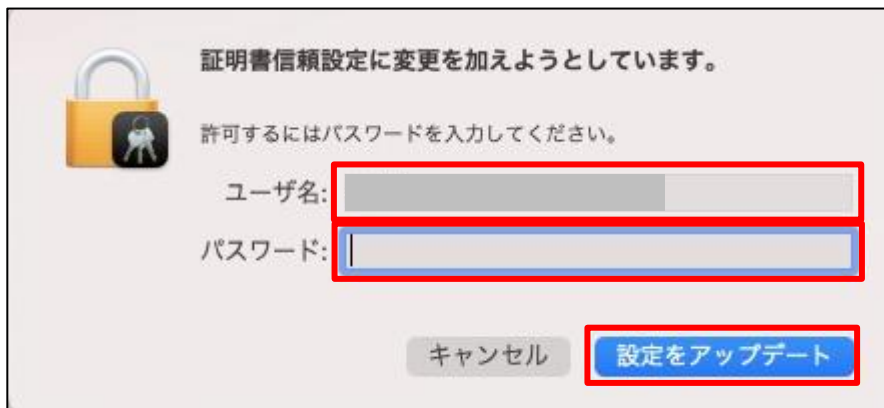 証明書信頼設定に変更を加えようとしています。
許可するにはパスワードを入力してください。
ユーザ名:
パスワード:
キャンセル 設定をアップデート